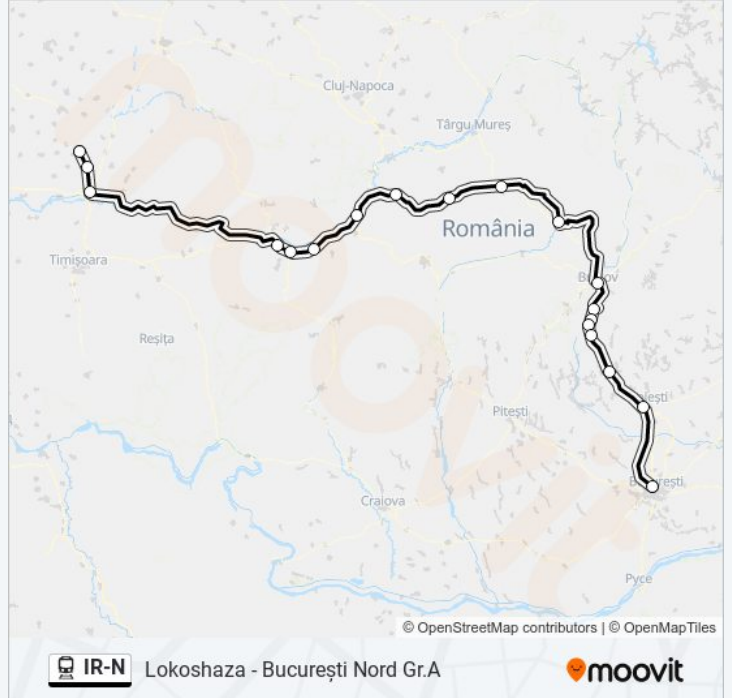 Cluj-Napoca
Târgu Mureș
România
Timișoara
Brașov
Reșița
Pitești
București
Craiova
Pyce
moovit
© OpenStreetMap contributors | © OpenMapTiles
IR-N Lokoshaza - București Nord Gr.A
moovit